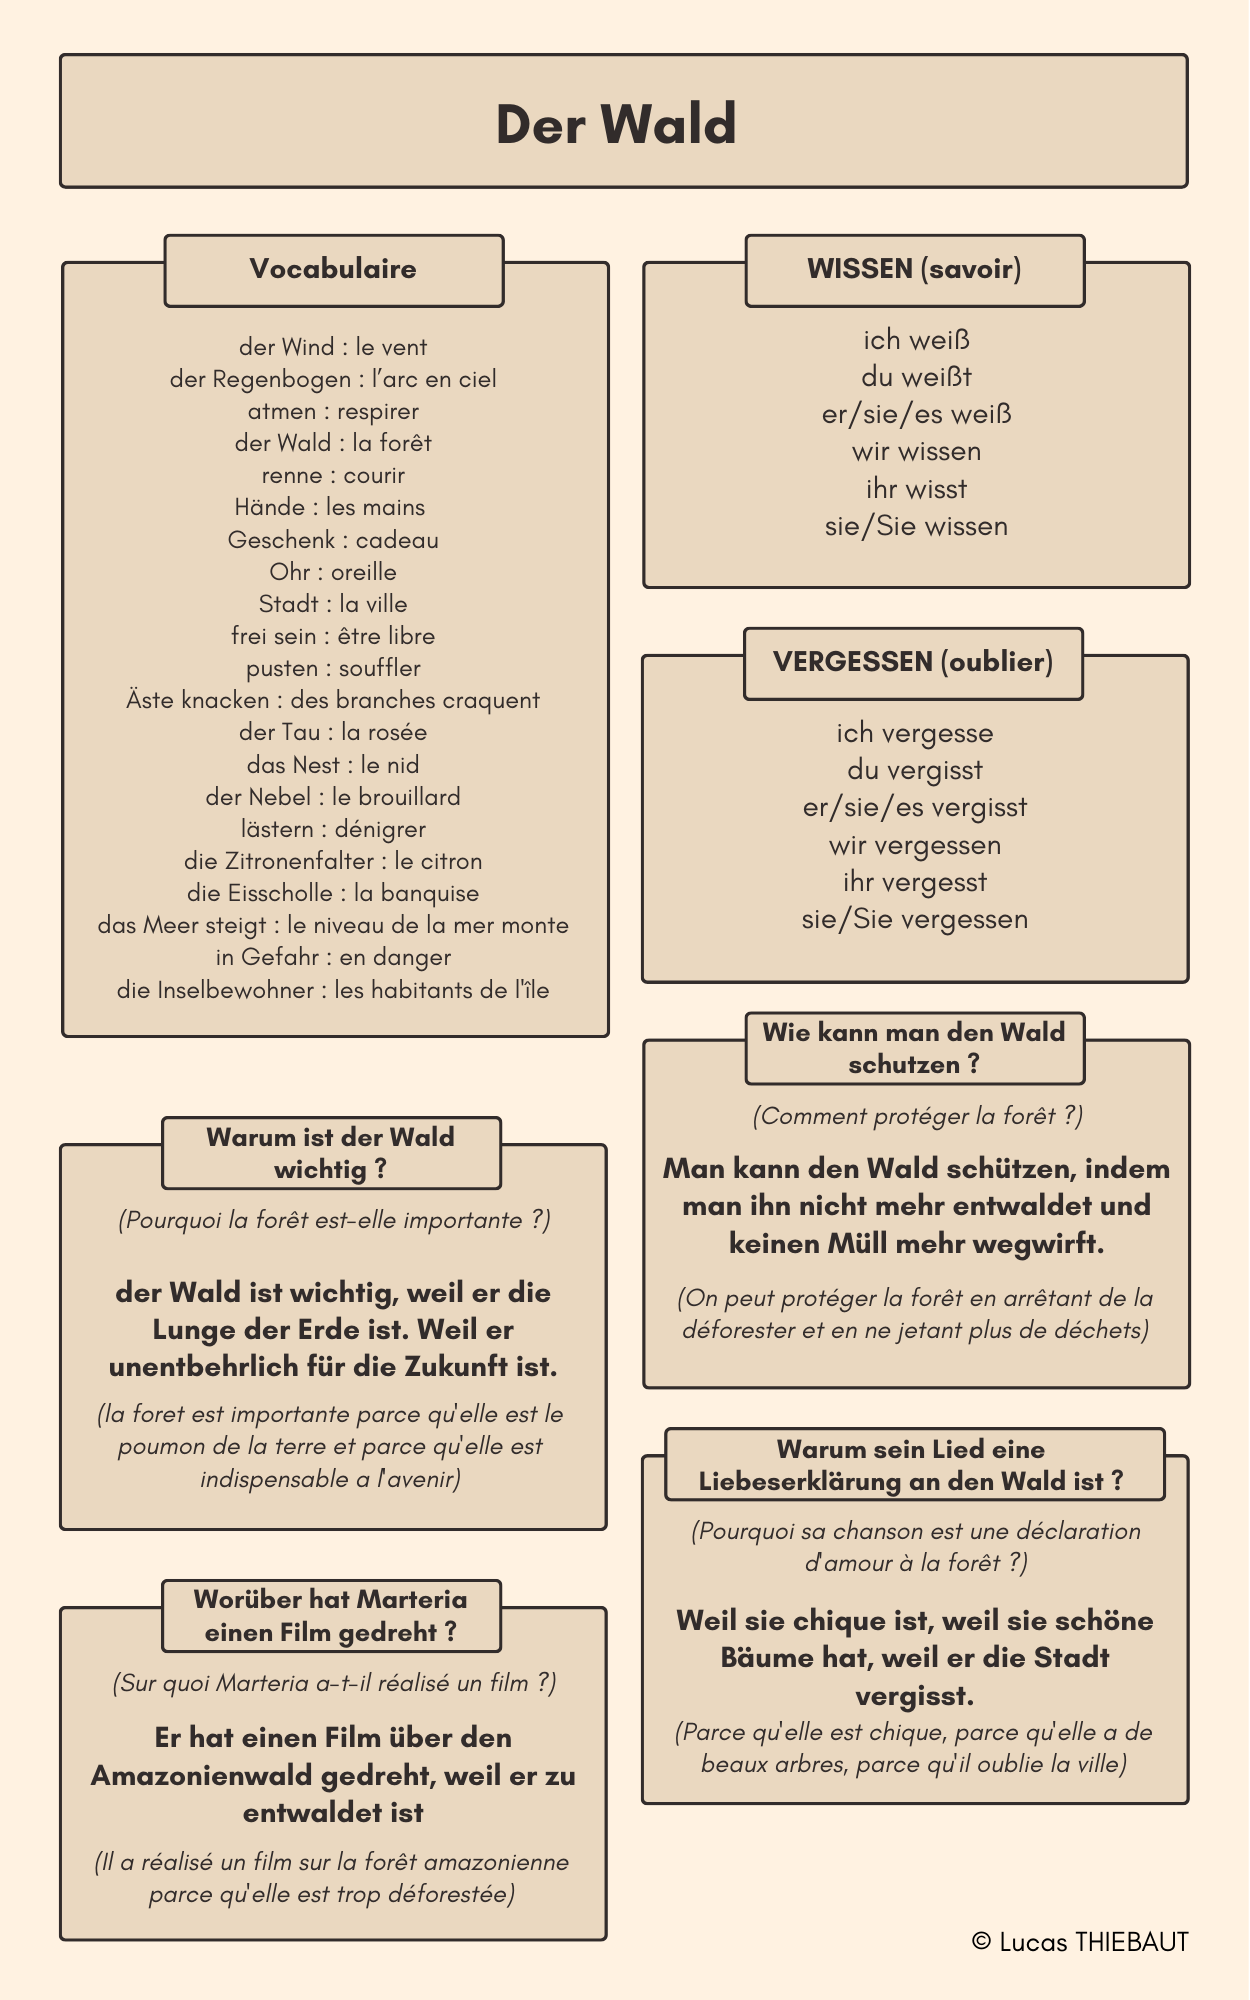 Der Wald
Vocabulaire
der Wind : le vent
der Regenbogen : l’arc en ciel
atmen : respirer
der Wald : la forêt
renne : courir
Hände : les mains
Geschenk : cadeau
Ohr : oreille
Stadt : la ville
frei sein : être libre
pusten : souffler
Äste knacken : des branches craquent
der Tau : la rosée
das Nest : le nid
der Nebel : le brouillard
lästern : dénigrer
die Zitronenfalter : le citron
die Eisscholle : la banquise
das Meer steigt : le niveau de la mer monte
in Gefahr : en danger
die Inselbewohner : les habitants de l'île
WISSEN (savoir)
ich weiß
du weißt
er/sie/es weiß
wir wissen
ihr wisst
sie/Sie wissen
VERGESSEN (oublier)
ich vergesse
du vergisst
er/sie/es vergisst
wir vergessen
ihr vergesst
sie/Sie vergessen
Warum ist der Wald
wichtig ?
(Pourquoi la forêt est-elle importante ?)
der Wald ist wichtig, weil er die
Lunge der Erde ist. Weil er
unentbehrlich für die Zukunft ist.
(la foret est importante parce qu'elle est le
poumon de la terre et parce qu'elle est
indispensable a l'avenir)
Wie kann man den Wald
schutzen ?
(Comment protéger la forêt ?)
Man kann den Wald schützen, indem
man ihn nicht mehr entwaldet und
keinen Müll mehr wegwirft.
(On peut protéger la forêt en arrêtant de la
déforester et en ne jetant plus de déchets)
Worüber hat Marteria
einen Film gedreht ?
(Sur quoi Marteria a-t-il réalisé un film ?)
Er hat einen Film über den
Amazonienwald gedreht, weil er zu
entwaldet ist
(Il a réalisé un film sur la forêt amazonienne
parce qu'elle est trop déforestée)
Warum sein Lied eine
Liebeserklärung an den Wald ist ?
(Pourquoi sa chanson est une déclaration
d'amour à la forêt ?)
Weil sie chique ist, weil sie schöne
Bäume hat, weil er die Stadt
vergisst.
(Parce qu'elle est chique, parce qu'elle a de
beaux arbres, parce qu'il oublie la ville)
© Lucas THIEBAUT